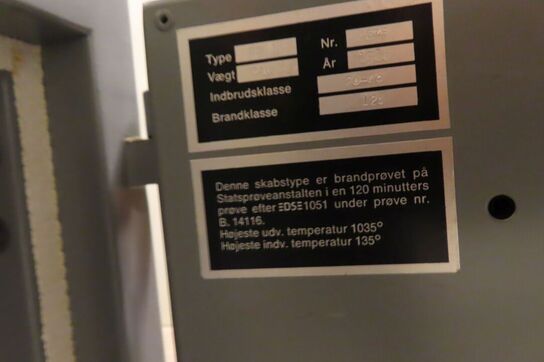 Type
Nr.
Vægt
År
Indbrudsklasse
Brandklasse
Denne skabstype er brandprøvet på
Statsprøveanstalten i en 120 minutters
prøve efter 1051 under prøve nr.
B. 14116.
Højeste udv. temperatur 1035°
Højeste indv. temperatur 135°